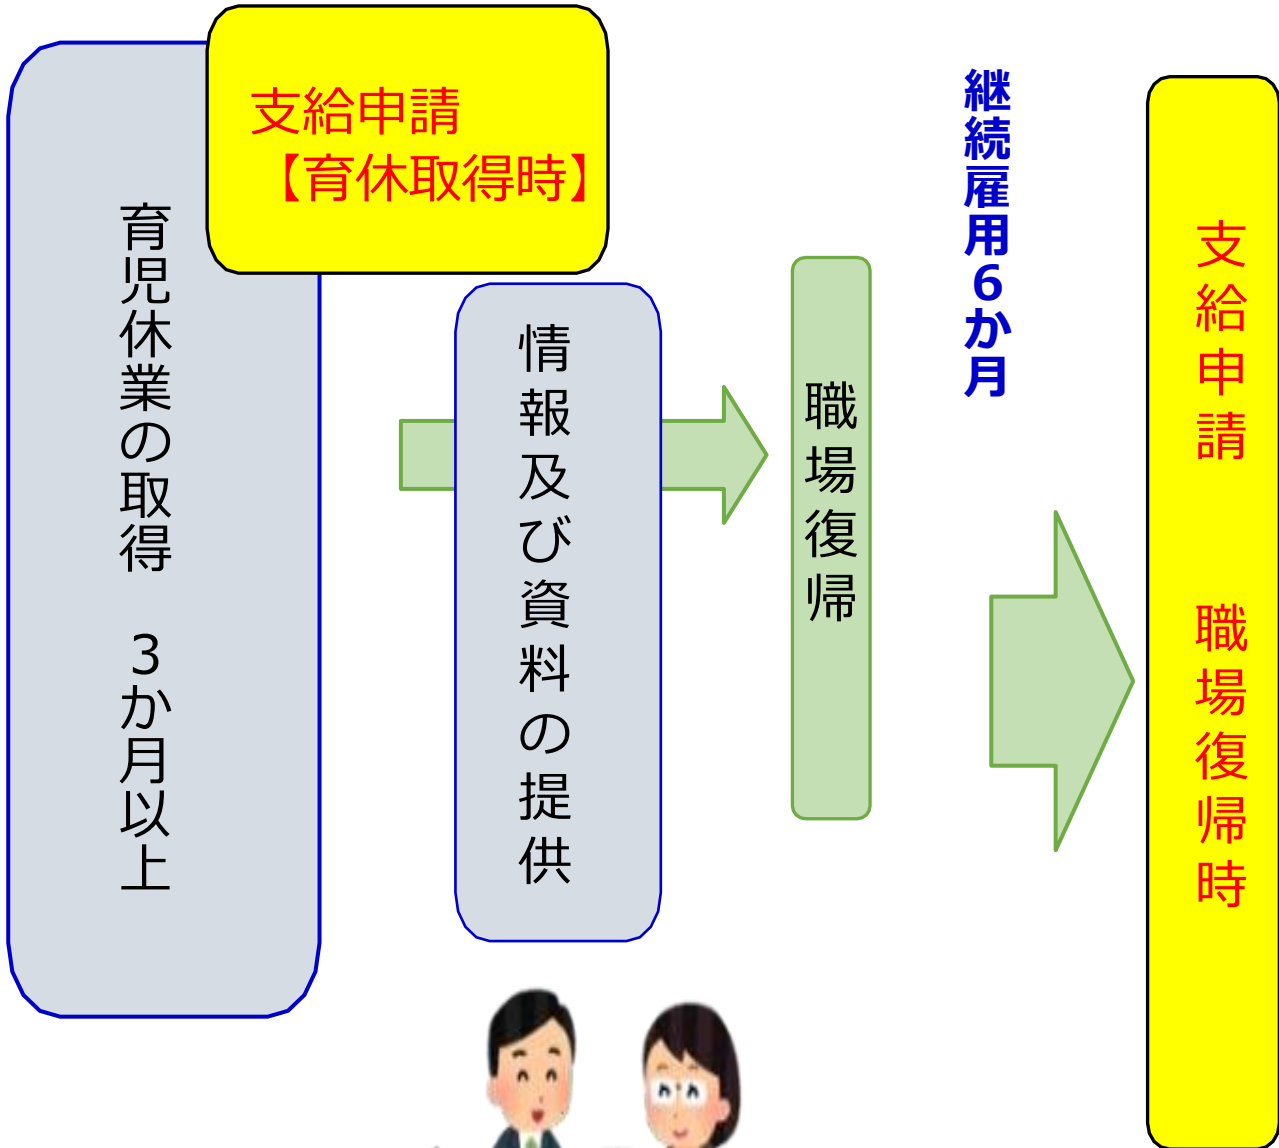 支給申請
【育休取得時】
育児休業の取得　３か月以上
情報及び資料の提供
職場復帰
継続雇用６か月
支給申請　職場復帰時